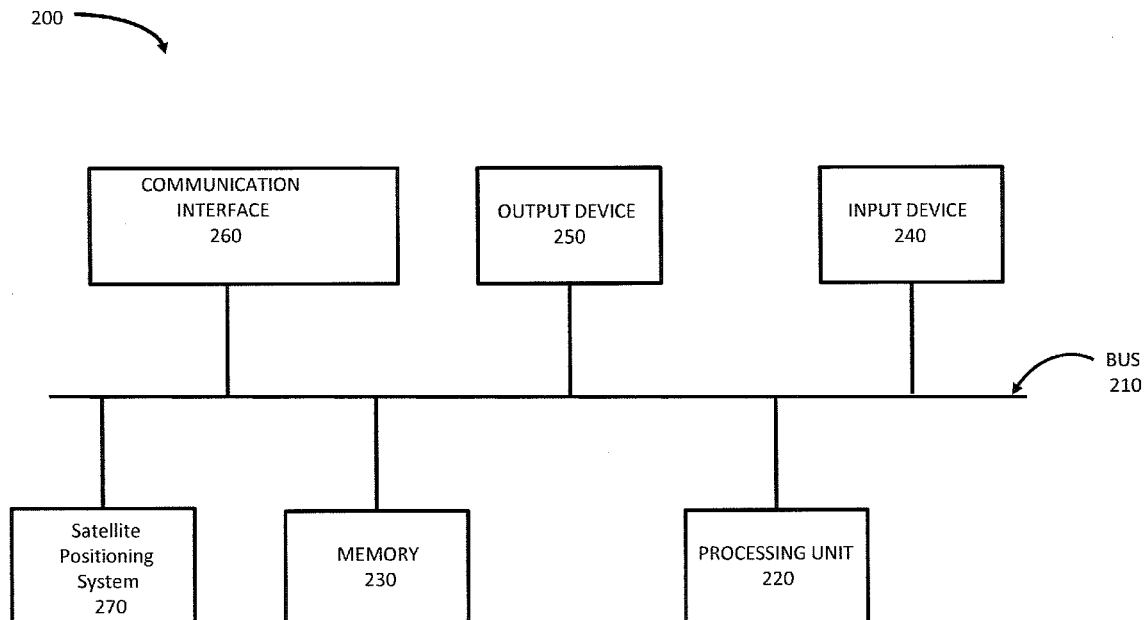 200
COMMUNICATION
INTERFACE
260
OUTPUT DEVICE
250
INPUT DEVICE
240
BUS
210
Satellite
Positioning
System
270
MEMORY
230
PROCESSING UNIT
220